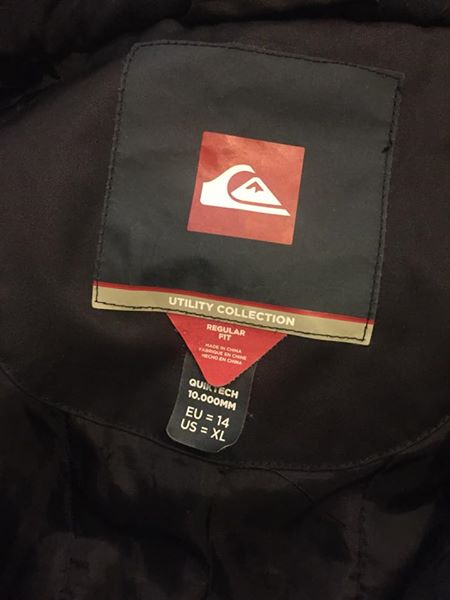 UTILITY COLLECTION
REGULAR
FIT
MADE IN CHINA
FABRIQUE EN CHINE
HECHO EN CHINA
QUIKTECH
10.000MM
EU = 14
US = XL